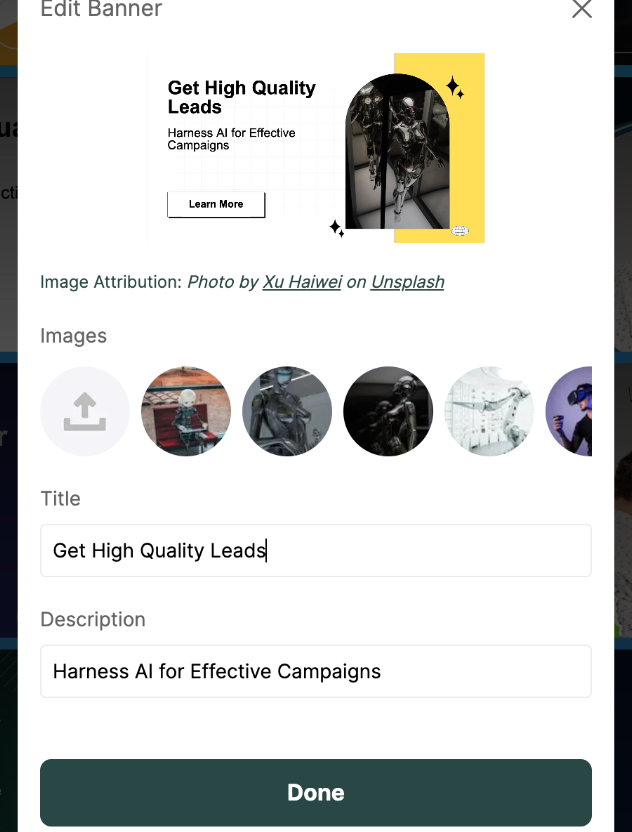 Edit Banner
Get High Quality
Leads
Harness AI for Effective
Campaigns
Learn More
Image Attribution: Photo by Xu Haiwei on Unsplash
Images
Title
Get High Quality Leads
Description
Harness AI for Effective Campaigns
Done